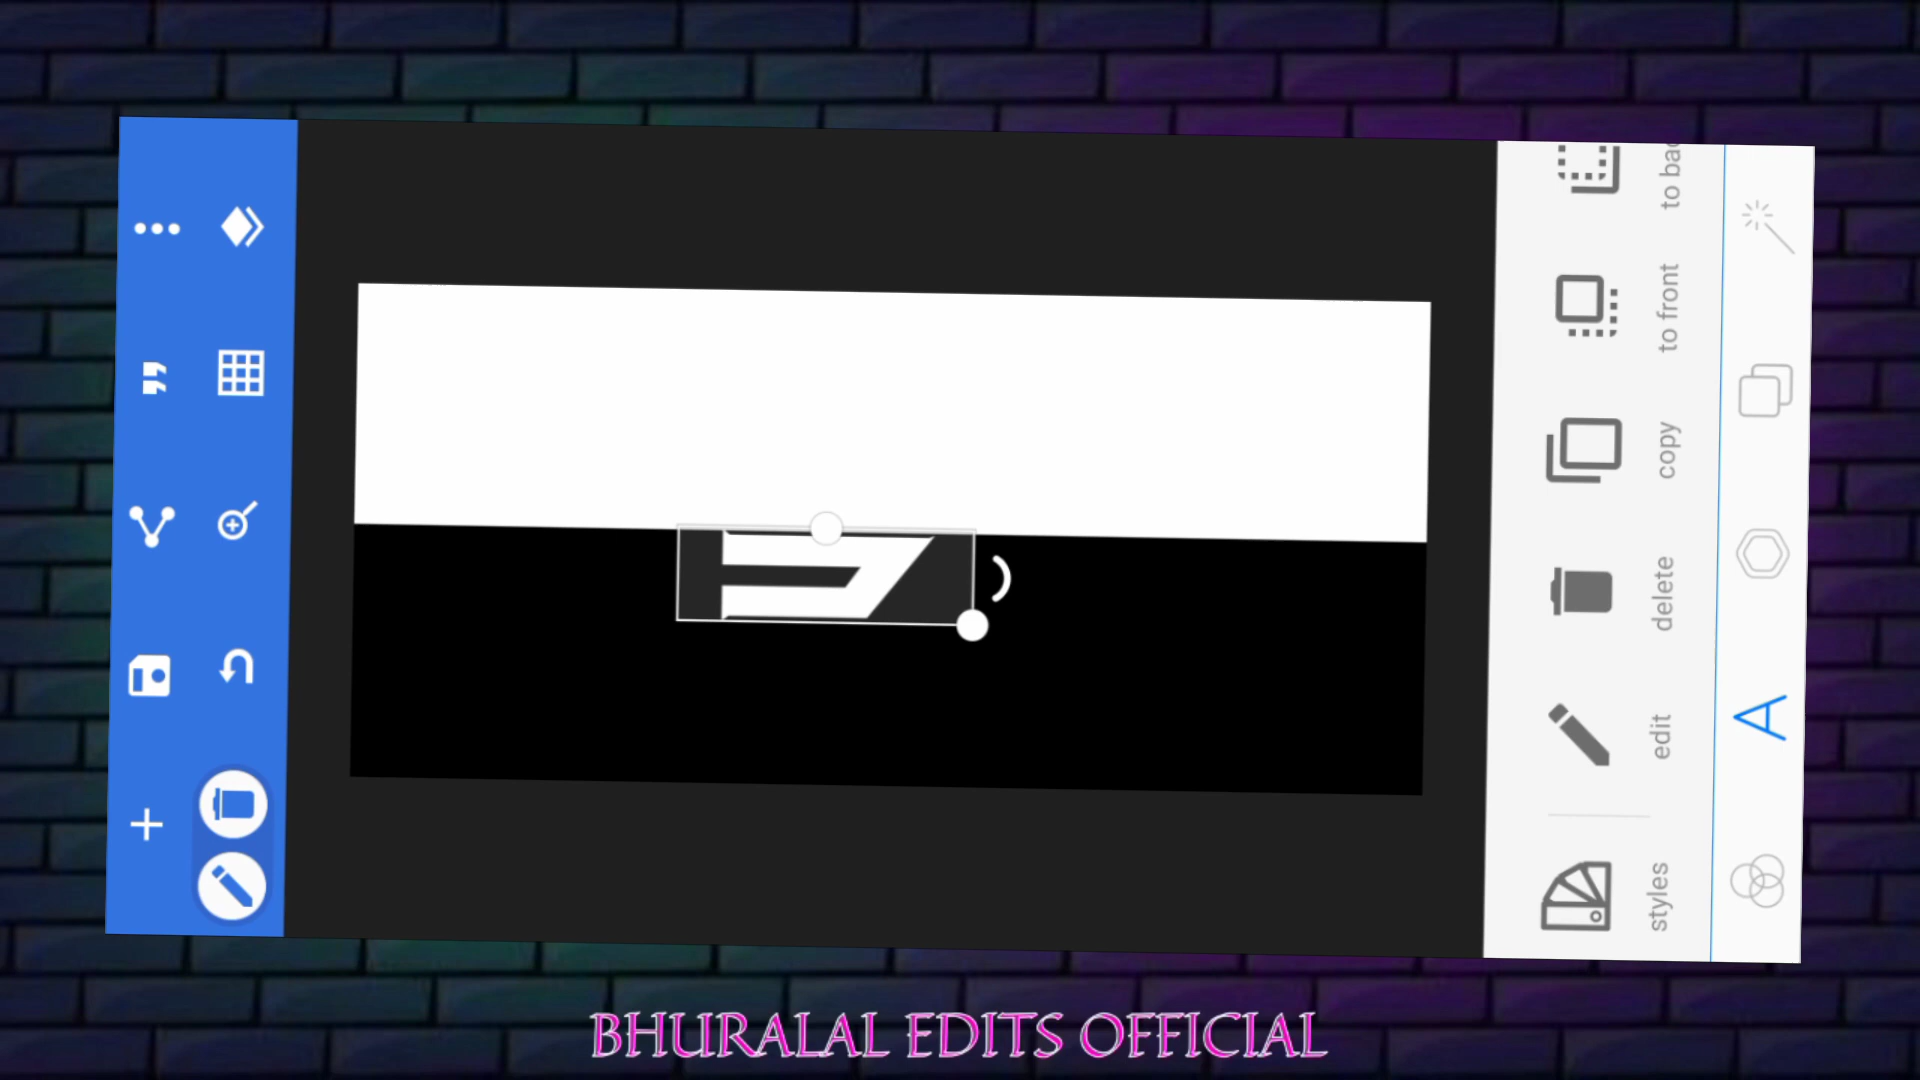 to front
copy
delete
edit
styles
BHURALAL EDITS OFFICIAL